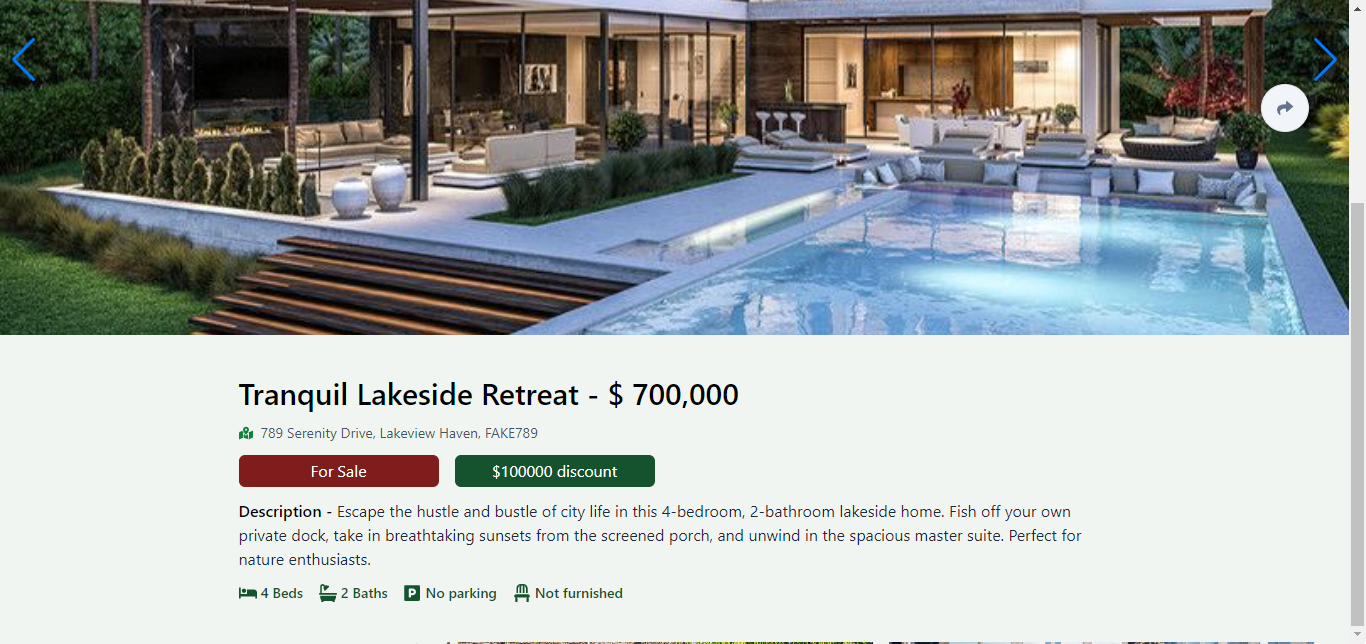 Tranquil Lakeside Retreat - $ 700,000
789 Serenity Drive, Lakeview Haven, FAKE789
For Sale
$100000 discount
Description - Escape the hustle and bustle of city life in this 4-bedroom, 2-bathroom lakeside home. Fish off your own
private dock, take in breathtaking sunsets from the screened porch, and unwind in the spacious master suite. Perfect for
nature enthusiasts.
4 Beds 2 Baths P No parking Not furnished